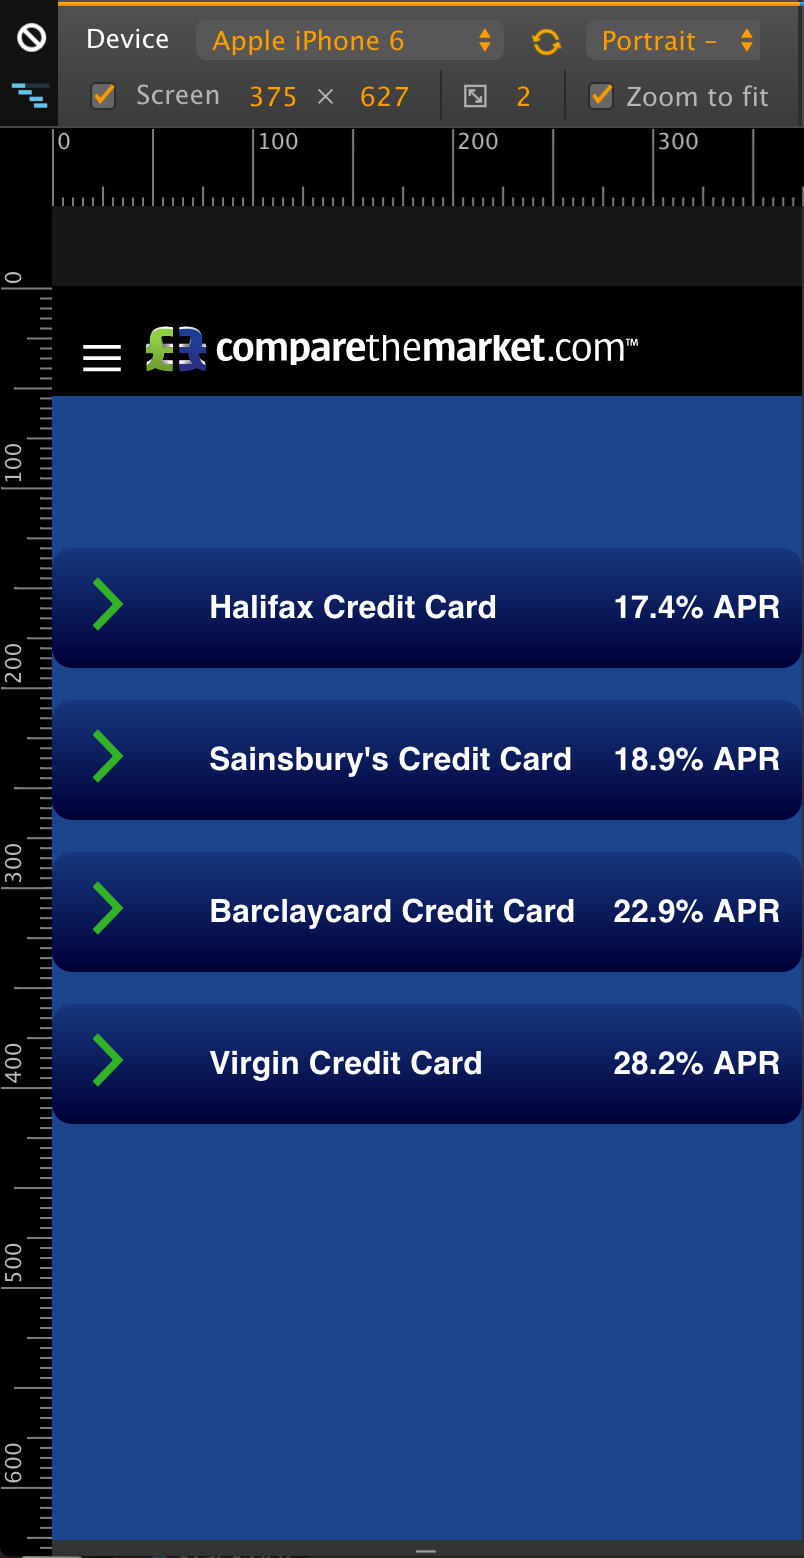 Device Apple iPhone 6 Portrait –
Screen 375 × 627 2 Zoom to fit
0 100 200 300
0
100
200
300
400
500
600
comparethemarket.com™
Halifax Credit Card 17.4% APR
Sainsbury's Credit Card 18.9% APR
Barclaycard Credit Card 22.9% APR
Virgin Credit Card 28.2% APR